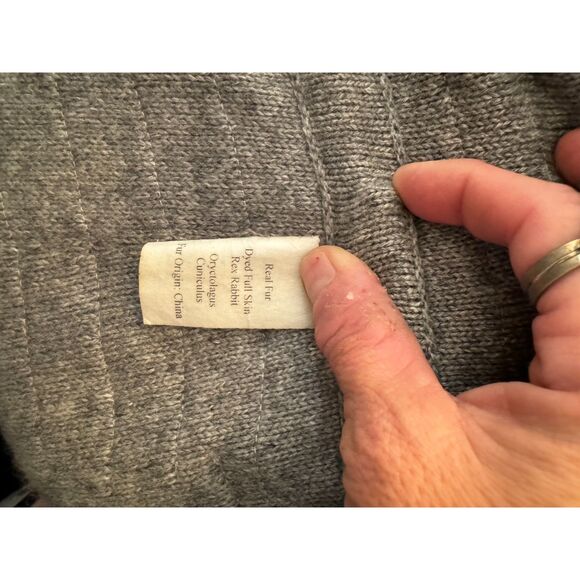 Real Fur
Dyed Full Skin
Rex Rabbit
Oryctolagus
Cuniculus
Fur Origin: China